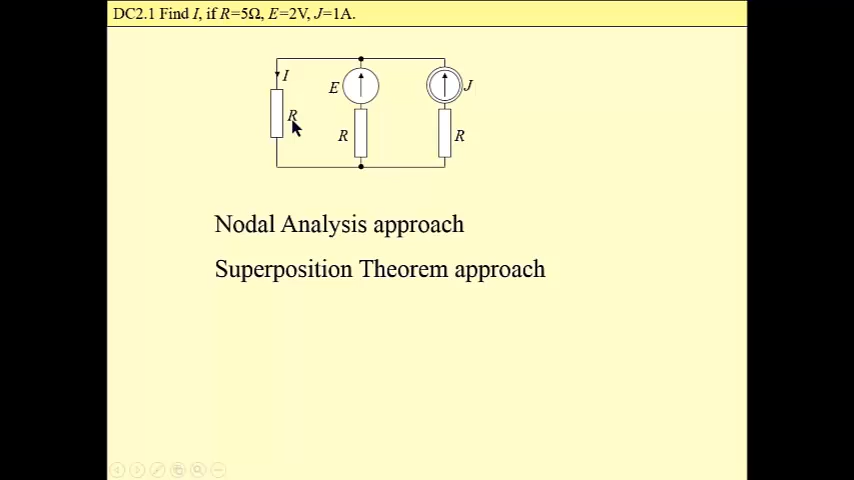 DC2.1 Find I, if R=5Ω, E=2V, J=1A.
I
E
J
R
R
R
Nodal Analysis approach
Superposition Theorem approach